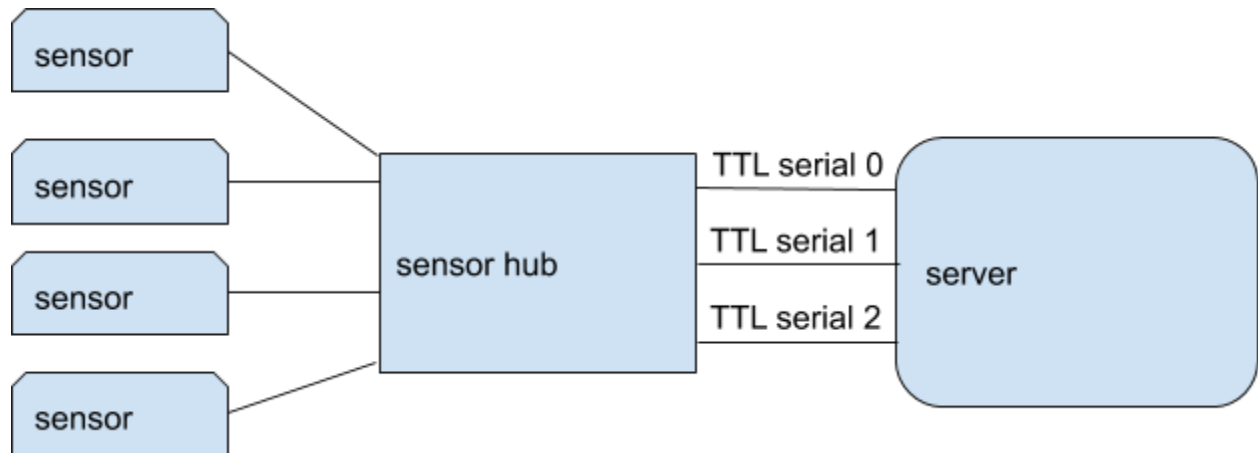 sensor
sensor
sensor
sensor
sensor hub
TTL serial 0
TTL serial 1
TTL serial 2
server